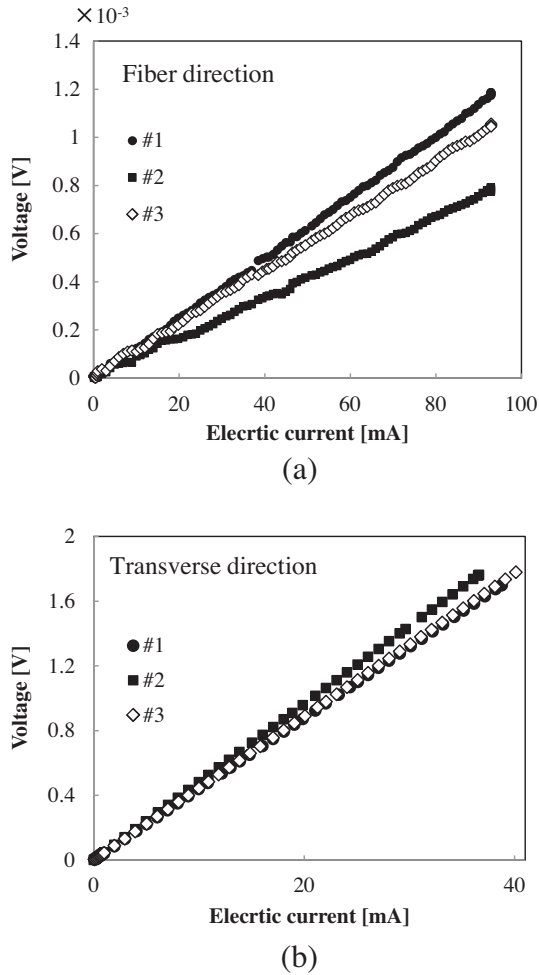 ×10⁻³
1.4
Fiber direction
1.2
1
#1
0.8
#2
0.6
#3
0.4
0.2
0
0 20 40 60 80 100
Voltage [V]
Elecrtic current [mA]
(a)
2
Transverse direction
1.6
#1
1.2
#2
#3
0.8
0.4
0
0 20 40
Voltage [V]
Elecrtic current [mA]
(b)